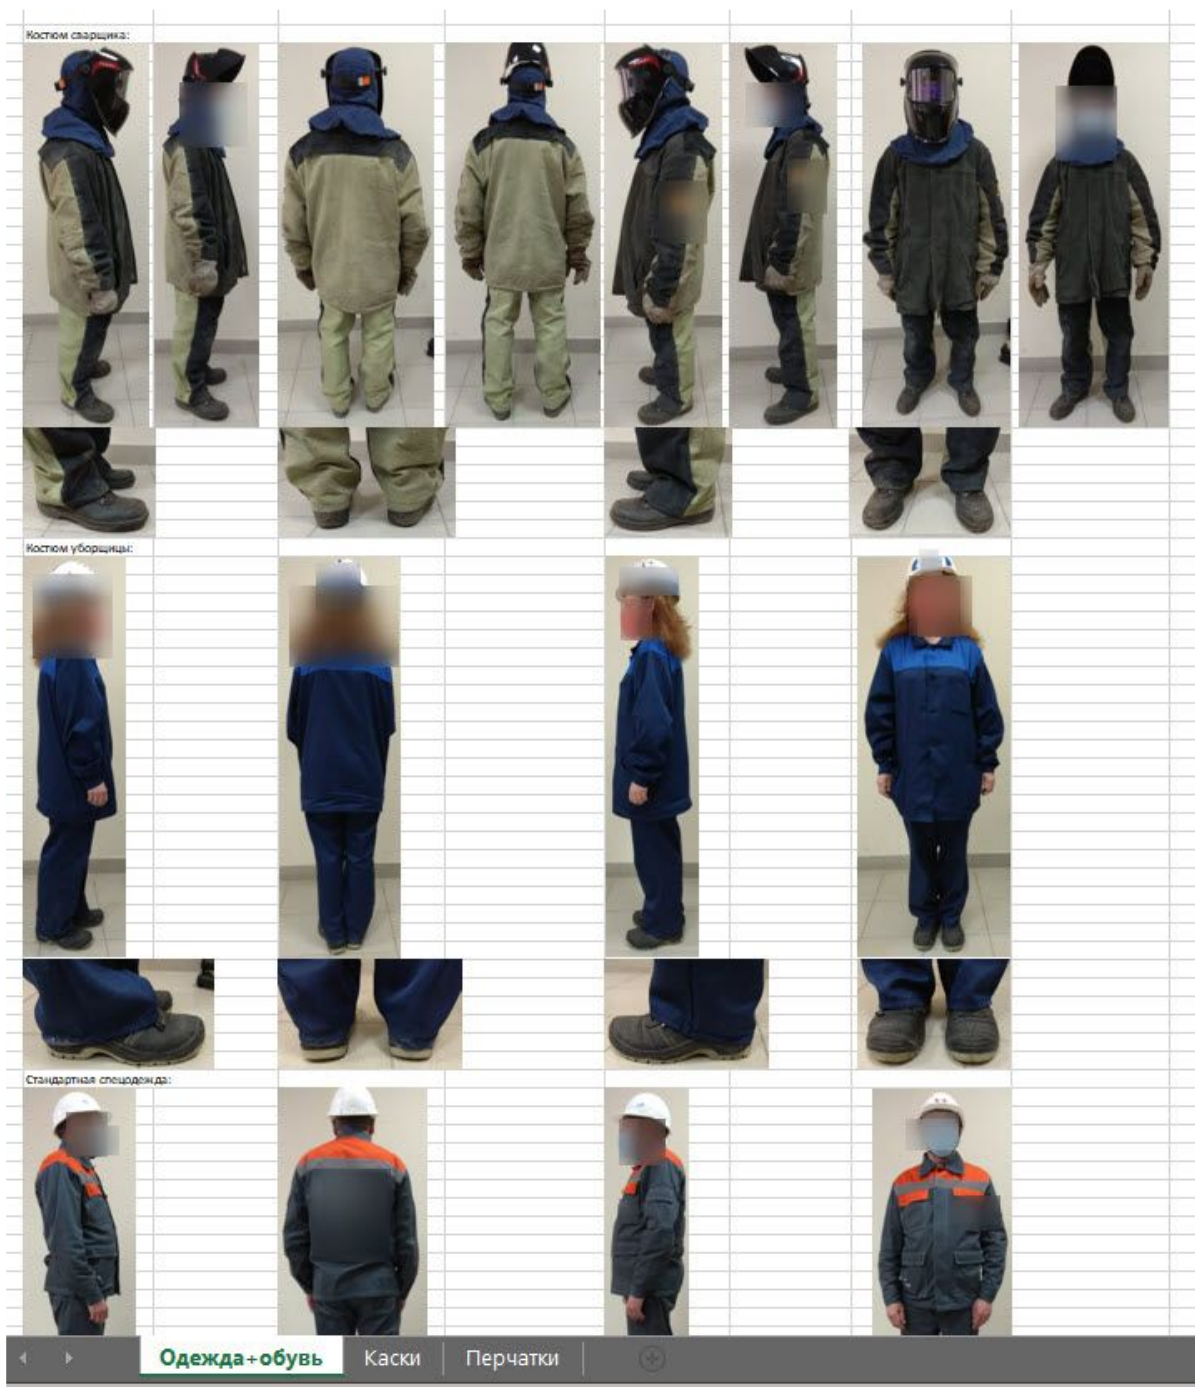 Костюм сварщика:
Костюм уборщицы:
Стандартная спецодежда:
Одежда+обувь
Каски
Перчатки